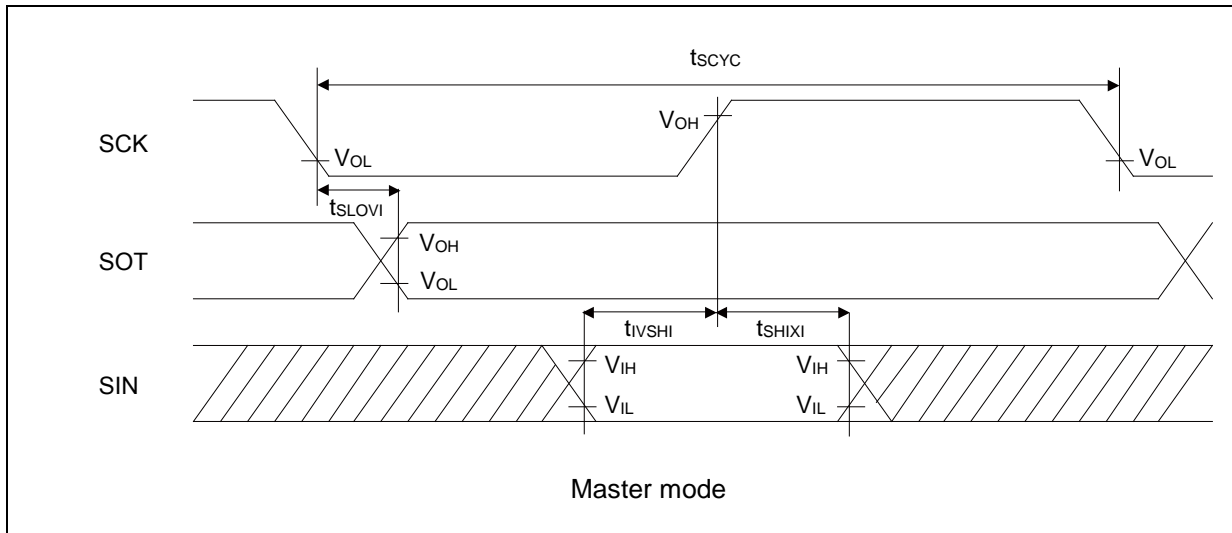 tSCYC
SCK
VOH
VOL
VOL
tSLOVI
SOT
VOH
VOL
tIVSHI
tSHIXI
SIN
VIH
VIH
VIL
VIL
Master mode